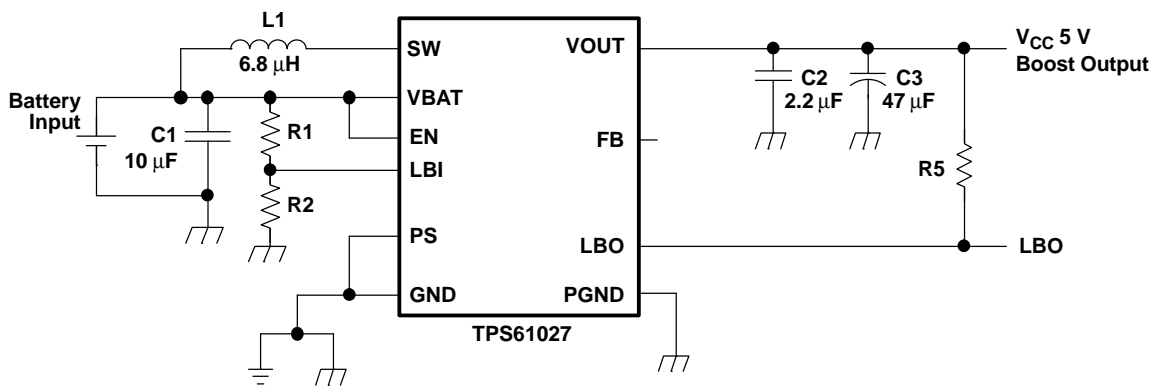 L1
6.8 μH
SW
VOUT
V_CC 5 V
Boost Output
C2
2.2 μF
C3
47 μF
Battery
Input
VBAT
C1
10 μF
R1
EN
FB
LBI
R5
R2
PS
LBO
LBO
GND
PGND
TPS61027